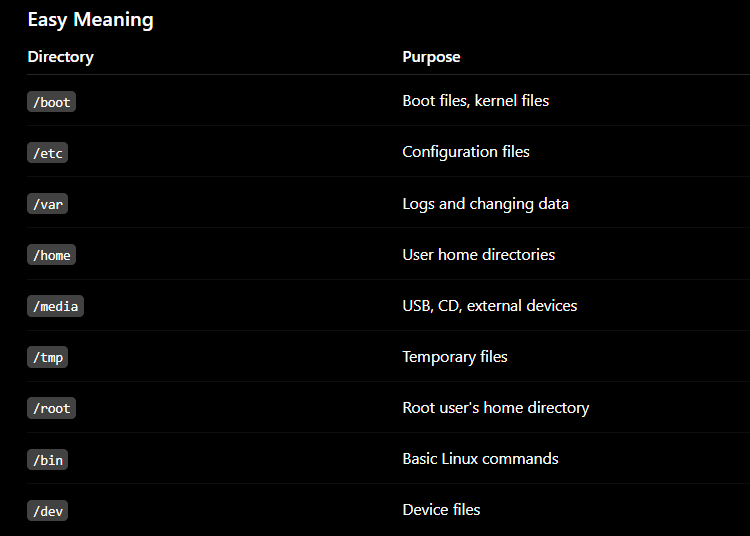 Easy Meaning
Directory Purpose
/boot Boot files, kernel files
/etc Configuration files
/var Logs and changing data
/home User home directories
/media USB, CD, external devices
/tmp Temporary files
/root Root user's home directory
/bin Basic Linux commands
/dev Device files